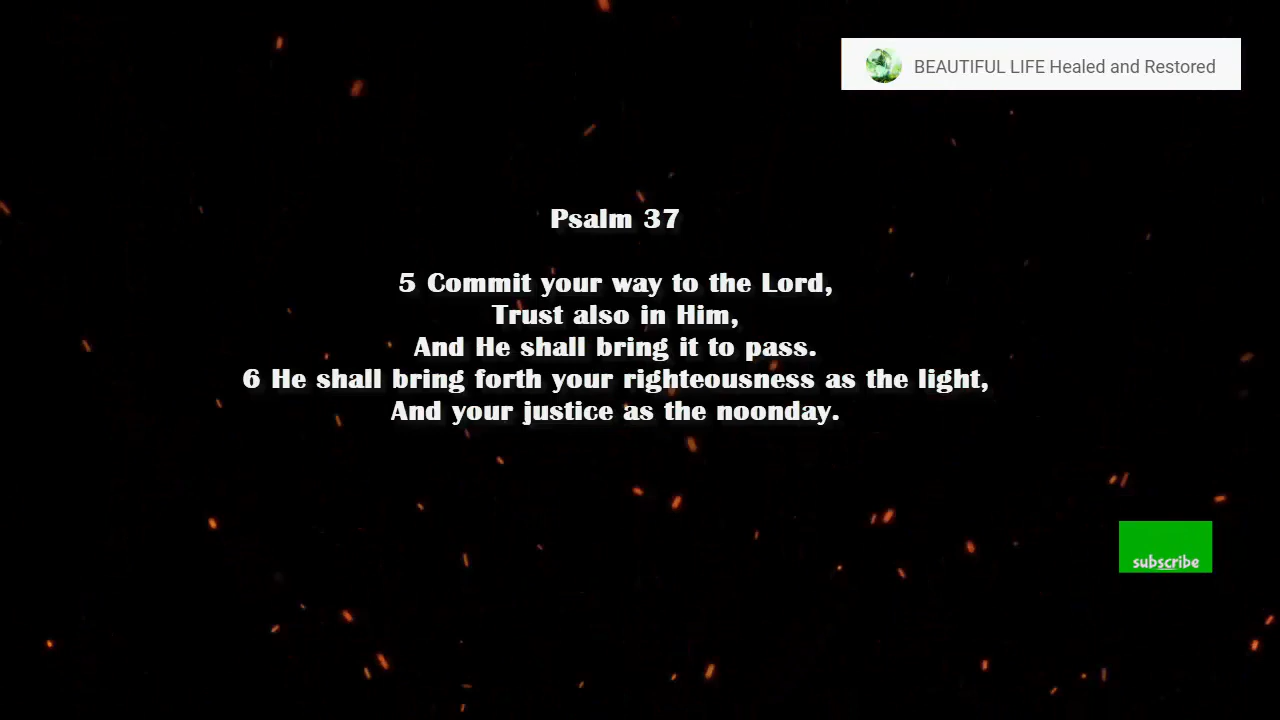 BEAUTIFUL LIFE Healed and Restored
Psalm 37
5 Commit your way to the Lord,
Trust also in Him,
And He shall bring it to pass.
6 He shall bring forth your righteousness as the light,
And your justice as the noonday.
subscribe